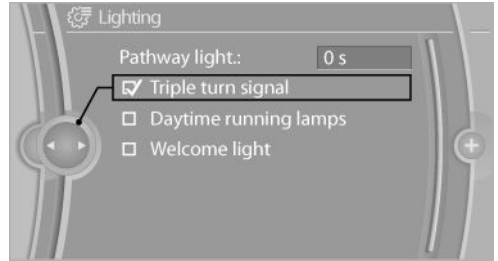 Lighting
Pathway light.: 0 s
Triple turn signal
Daytime running lamps
Welcome light